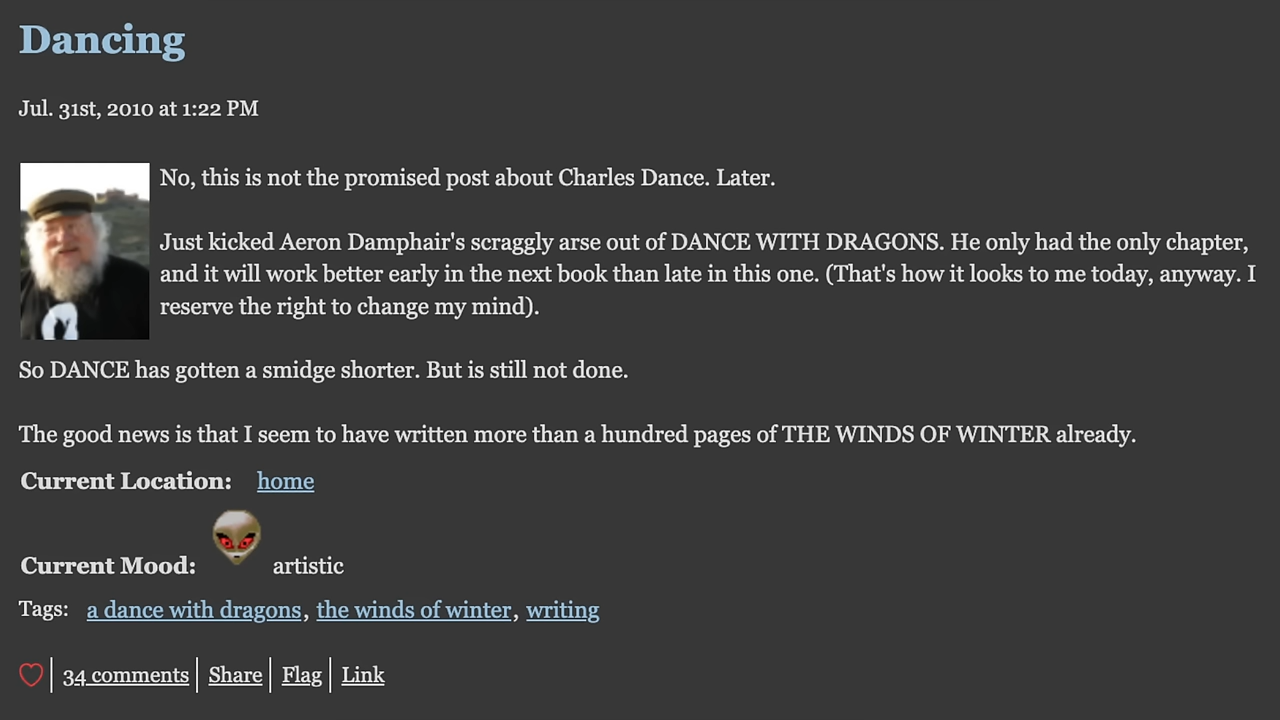 Dancing
Jul. 31st, 2010 at 1:22 PM
No, this is not the promised post about Charles Dance. Later.
Just kicked Aeron Damphair's scraggly arse out of DANCE WITH DRAGONS. He only had the only chapter,
and it will work better early in the next book than late in this one. (That's how it looks to me today, anyway. I
reserve the right to change my mind).
So DANCE has gotten a smidge shorter. But is still not done.
The good news is that I seem to have written more than a hundred pages of THE WINDS OF WINTER already.
Current Location: home
Current Mood: artistic
Tags: a dance with dragons, the winds of winter, writing
34 comments | Share | Flag | Link